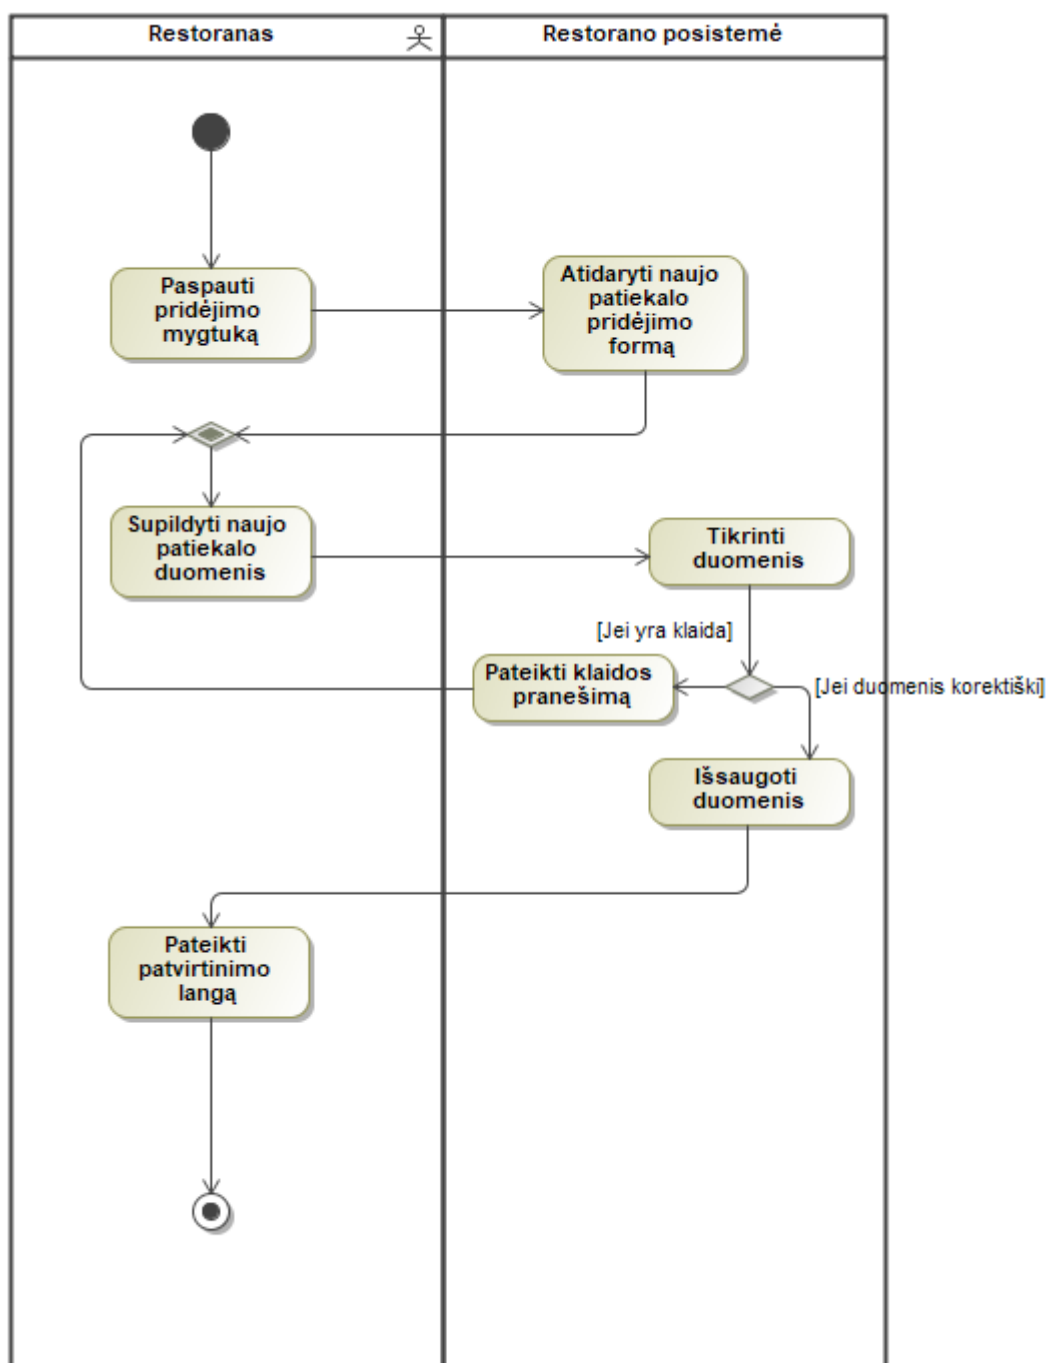 Restoranas
Restorano posistemė
Paspauti
pridėjimo
mygtuką
Atidaryti naujo
patiekalo
pridėjimo
formą
Supildyti naujo
patiekalo
duomenis
Tikrinti
duomenis
[Jei yra klaida]
Pateikti klaidos
pranešimą
[Jei duomenis korektiški]
Išsaugoti
duomenis
Pateikti
patvirtinimo
langą